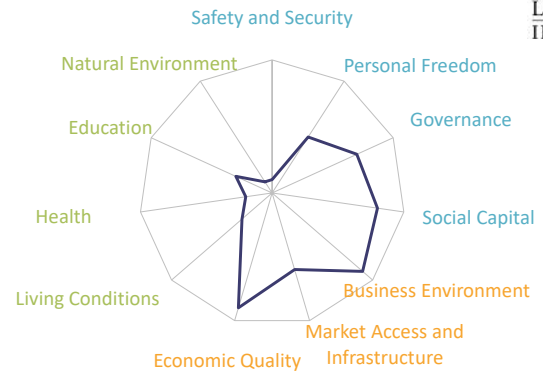 Safety and Security
Natural Environment
Personal Freedom
Education
Governance
Health
Social Capital
Living Conditions
Business Environment
Market Access and
Infrastructure
Economic Quality